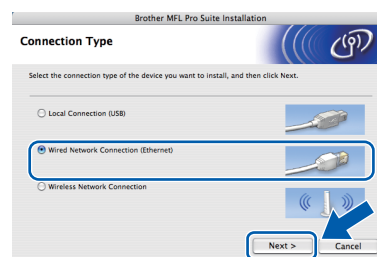 Brother MFL Pro Suite Installation
Connection Type
Select the connection type of the device you want to install, and then click Next.
Local Connection (USB)
Wired Network Connection (Ethernet)
Wireless Network Connection
Next > Cancel